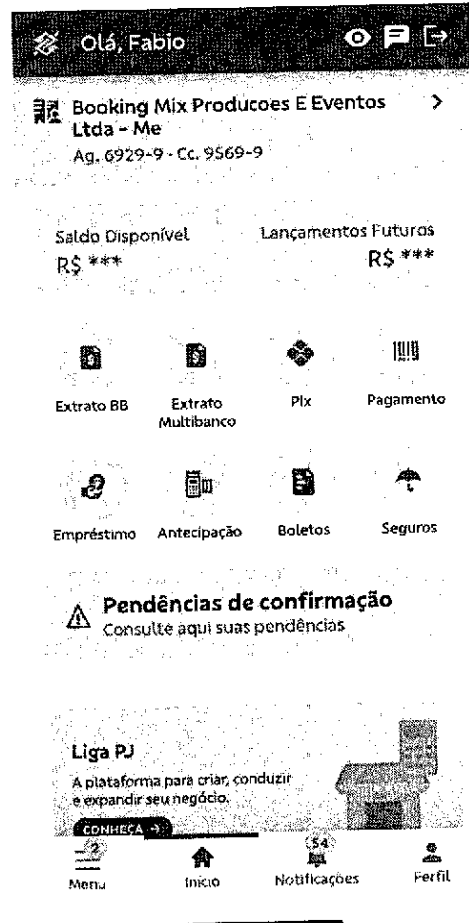 Olá, Fabio
Booking Mix Producoes E Eventos
Ltda - Me
Ag. 6929-9 - Cc. 9569-9
Saldo Disponível Lançamentos Futuros
R$ *** R$ ***
Extrato BB Extrato Multibanco Pix Pagamento
Empréstimo Antecipação Boletos Seguros
Pendências de confirmação
Consulte aqui suas pendências
Liga PJ
A plataforma para criar, conduzir
e expandir seu negócio.
CONHEÇA →
2 54
Menu Início Notificações Perfil